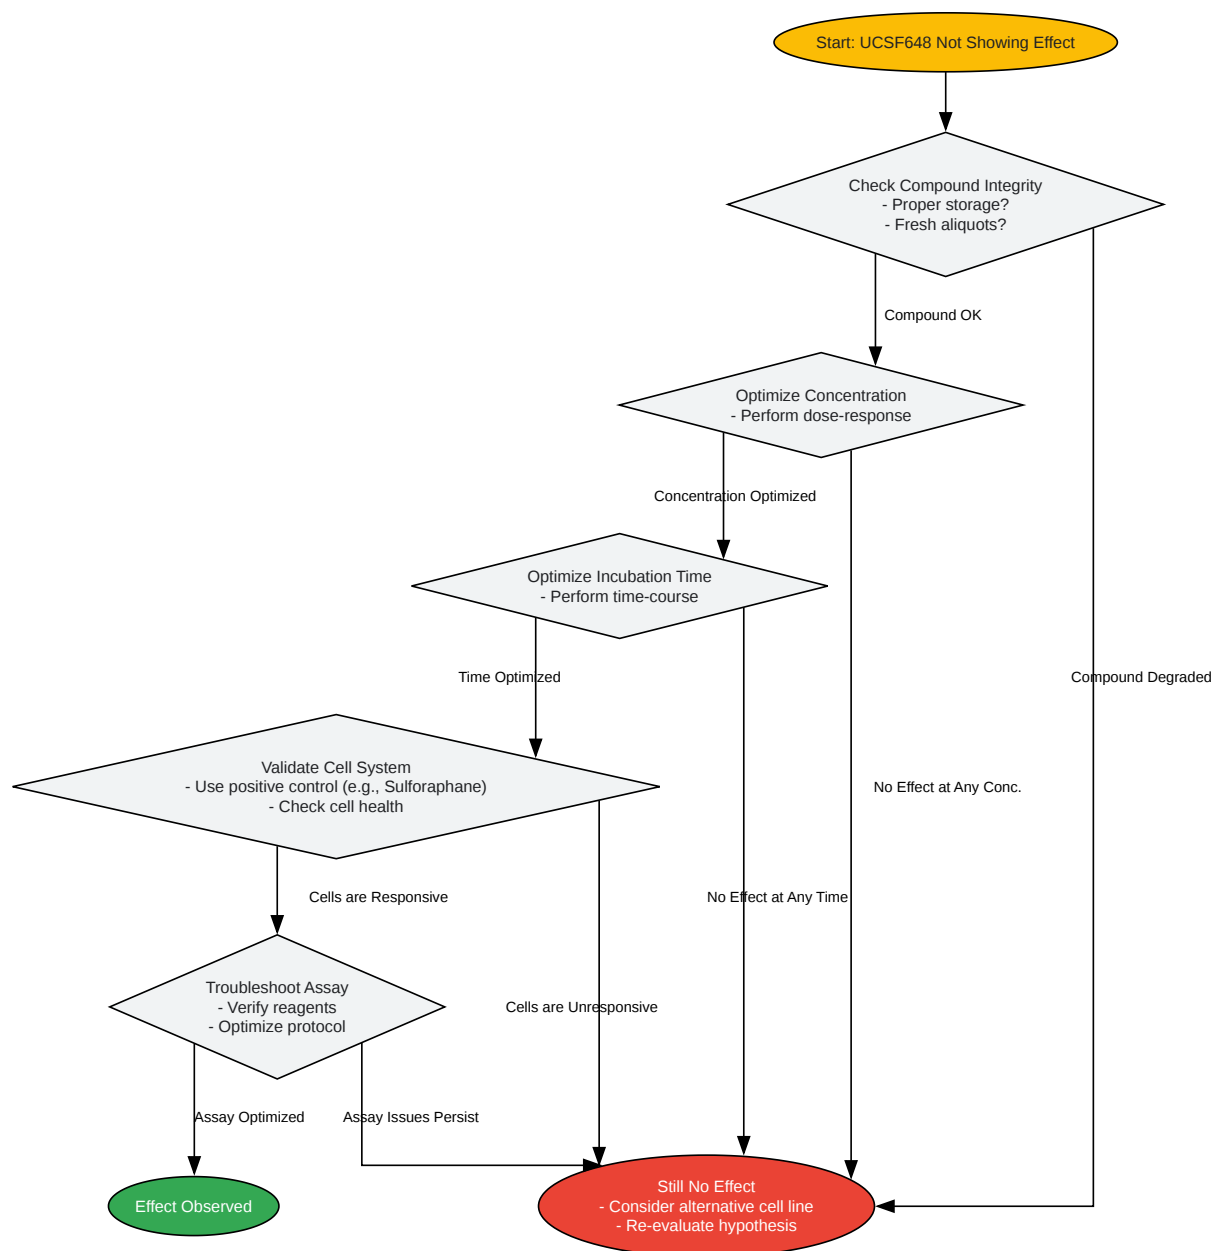 Start: UCSF648 Not Showing Effect
Check Compound Integrity
- Proper storage?
- Fresh aliquots?
Compound OK
Optimize Concentration
- Perform dose-response
Concentration Optimized
Optimize Incubation Time
- Perform time-course
Time Optimized
Compound Degraded
Validate Cell System
- Use positive control (e.g., Sulforaphane)
- Check cell health
No Effect at Any Conc.
Cells are Responsive
No Effect at Any Time
Troubleshoot Assay
- Verify reagents
- Optimize protocol
Cells are Unresponsive
Assay Optimized
Assay Issues Persist
Effect Observed
Still No Effect
- Consider alternative cell line
- Re-evaluate hypothesis